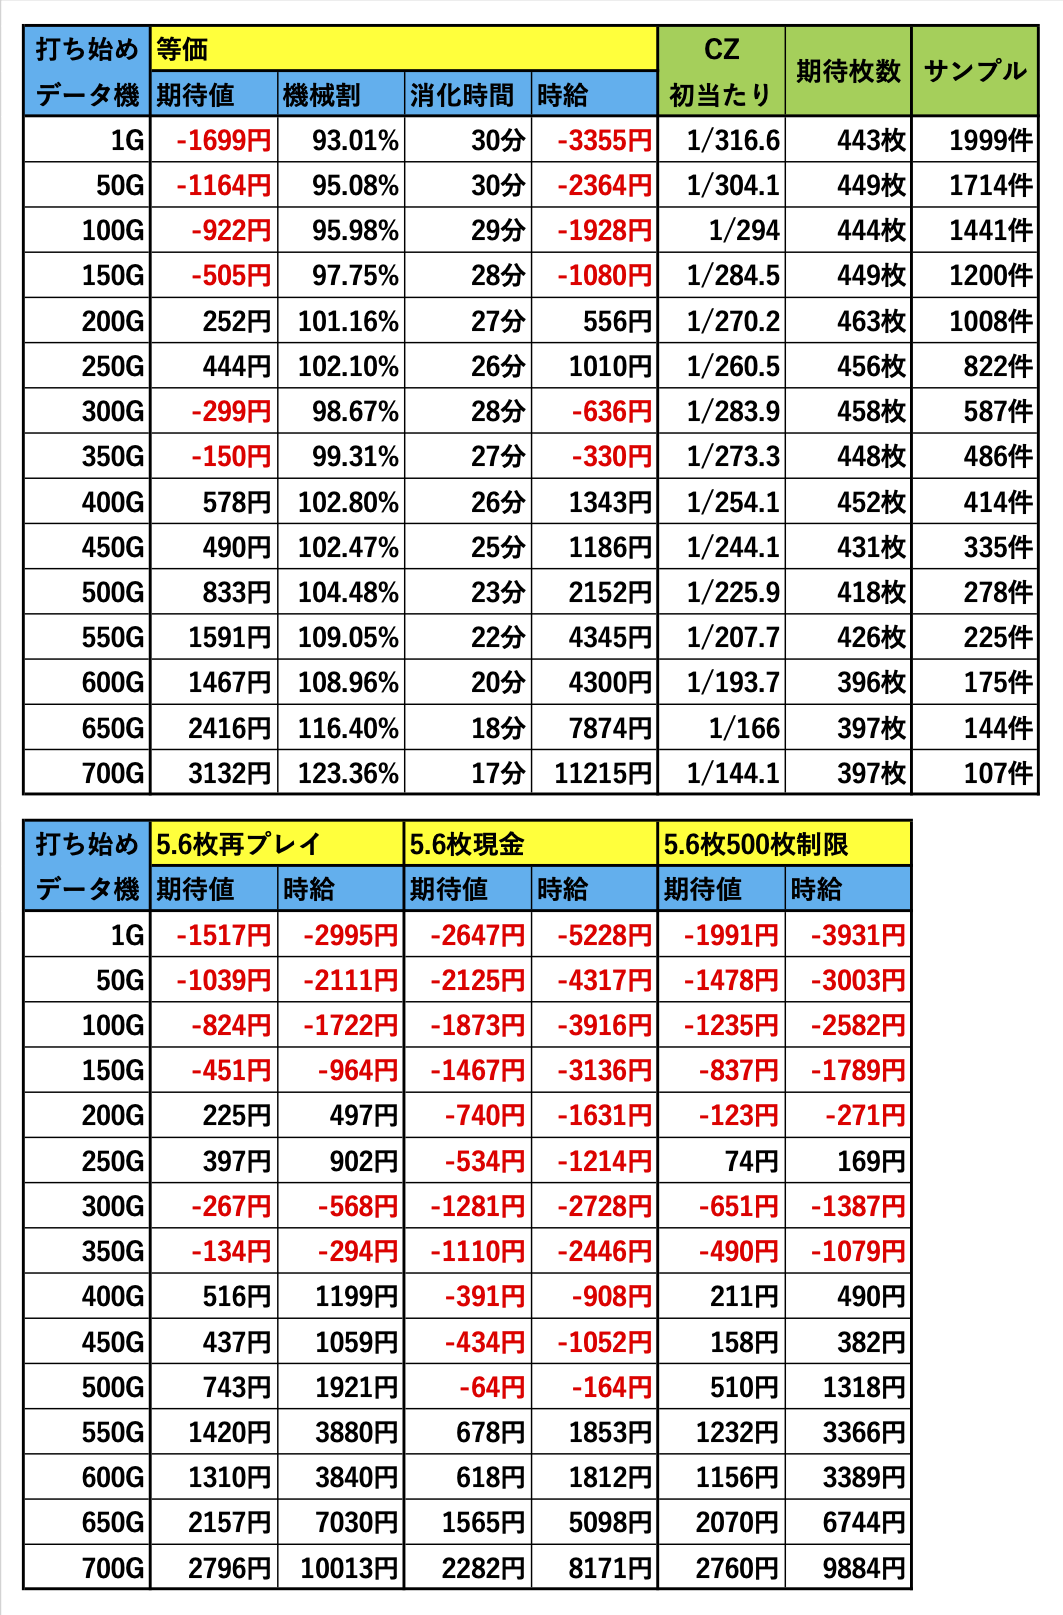 打ち始め 等価 CZ 期待枚数 サンプル
データ機 期待値 機械割 消化時間 時給 初当たり
1G -1699円 93.01% 30分 -3355円 1/316.6 443枚 1999件
50G -1164円 95.08% 30分 -2364円 1/304.1 449枚 1714件
100G -922円 95.98% 29分 -1928円 1/294 444枚 1441件
150G -505円 97.75% 28分 -1080円 1/284.5 449枚 1200件
200G 252円 101.16% 27分 556円 1/270.2 463枚 1008件
250G 444円 102.10% 26分 1010円 1/260.5 456枚 822件
300G -299円 98.67% 28分 -636円 1/283.9 458枚 587件
350G -150円 99.31% 27分 -330円 1/273.3 448枚 486件
400G 578円 102.80% 26分 1343円 1/254.1 452枚 414件
450G 490円 102.47% 25分 1186円 1/244.1 431枚 335件
500G 833円 104.48% 23分 2152円 1/225.9 418枚 278件
550G 1591円 109.05% 22分 4345円 1/207.7 426枚 225件
600G 1467円 108.96% 20分 4300円 1/193.7 396枚 175件
650G 2416円 116.40% 18分 7874円 1/166 397枚 144件
700G 3132円 123.36% 17分 11215円 1/144.1 397枚 107件
打ち始め 5.6枚再プレイ 5.6枚現金 5.6枚500枚制限
データ機 期待値 時給 期待値 時給 期待値 時給
1G -1517円 -2995円 -2647円 -5228円 -1991円 -3931円
50G -1039円 -2111円 -2125円 -4317円 -1478円 -3003円
100G -824円 -1722円 -1873円 -3916円 -1235円 -2582円
150G -451円 -964円 -1467円 -3136円 -837円 -1789円
200G 225円 497円 -740円 -1631円 -123円 -271円
250G 397円 902円 -534円 -1214円 74円 169円
300G -267円 -568円 -1281円 -2728円 -651円 -1387円
350G -134円 -294円 -1110円 -2446円 -490円 -1079円
400G 516円 1199円 -391円 -908円 211円 490円
450G 437円 1059円 -434円 -1052円 158円 382円
500G 743円 1921円 -64円 -164円 510円 1318円
550G 1420円 3880円 678円 1853円 1232円 3366円
600G 1310円 3840円 618円 1812円 1156円 3389円
650G 2157円 7030円 1565円 5098円 2070円 6744円
700G 2796円 10013円 2282円 8171円 2760円 9884円